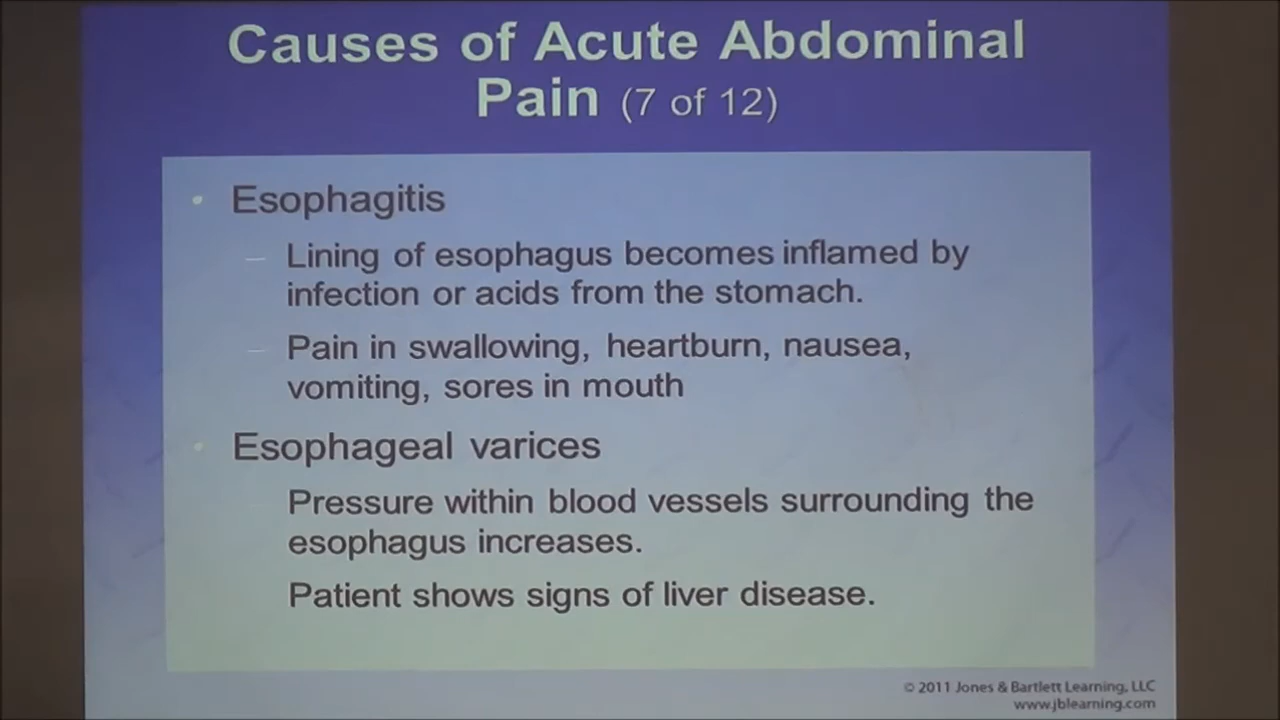 Causes of Acute Abdominal
Pain (7 of 12)
• Esophagitis
– Lining of esophagus becomes inflamed by
infection or acids from the stomach.
– Pain in swallowing, heartburn, nausea,
vomiting, sores in mouth
• Esophageal varices
Pressure within blood vessels surrounding the
esophagus increases.
Patient shows signs of liver disease.
© 2011 Jones & Bartlett Learning, LLC
www.jblearning.com